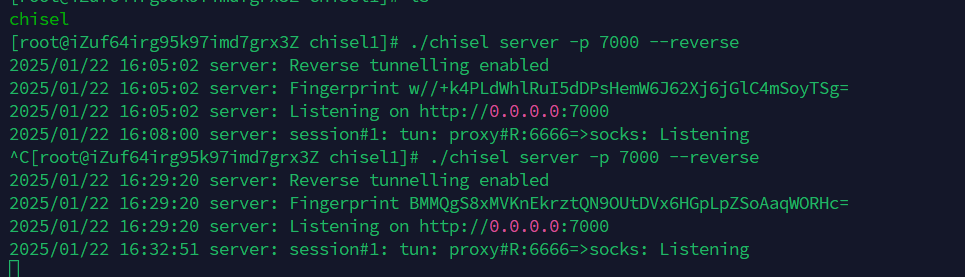 chisel
[root@iZuf64irg95k97imd7grx3Z chisel1]# ./chisel server -p 7000 --reverse
2025/01/22 16:05:02 server: Reverse tunnelling enabled
2025/01/22 16:05:02 server: Fingerprint w//+k4PLdWhlRuI5dDPsHemW6J62Xj6jGlC4mSoyTSg=
2025/01/22 16:05:02 server: Listening on http://0.0.0.0:7000
2025/01/22 16:08:00 server: session#1: tun: proxy#R:6666=>socks: Listening
^C[root@iZuf64irg95k97imd7grx3Z chisel1]# ./chisel server -p 7000 --reverse
2025/01/22 16:29:20 server: Reverse tunnelling enabled
2025/01/22 16:29:20 server: Fingerprint BMMQgS8xMVKnEkrztQN9OUtDVx6HGpLpZSoAaqWORHc=
2025/01/22 16:29:20 server: Listening on http://0.0.0.0:7000
2025/01/22 16:32:51 server: session#1: tun: proxy#R:6666=>socks: Listening